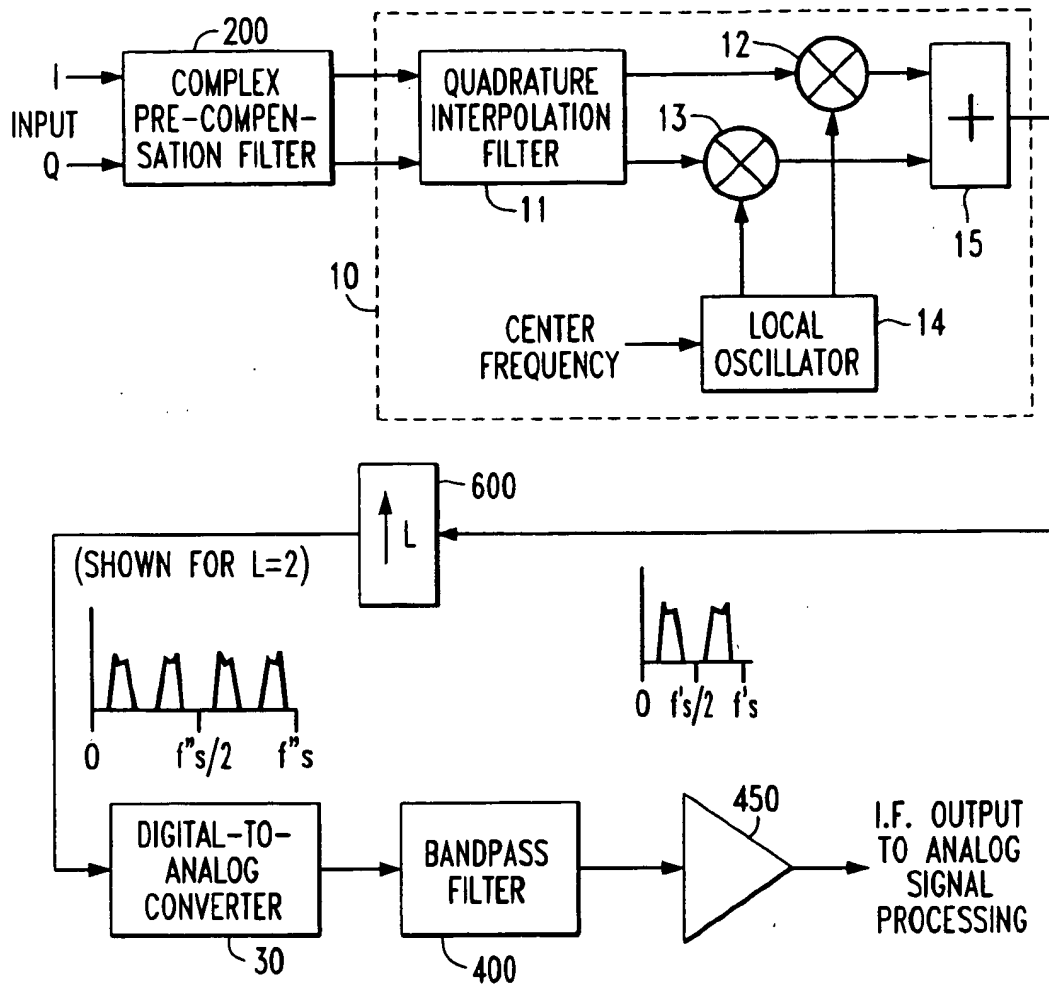 200
I
INPUT
Q
COMPLEX
PRE-COMPEN-
SATION FILTER
QUADRATURE
INTERPOLATION
FILTER
11
12
13
+
15
10
CENTER
FREQUENCY
LOCAL
OSCILLATOR
14
600
↑ L
(SHOWN FOR L=2)
0
f"s/2
f"s
0
f's/2
f's
DIGITAL-TO-
ANALOG
CONVERTER
30
BANDPASS
FILTER
400
450
I.F. OUTPUT
TO ANALOG
SIGNAL
PROCESSING